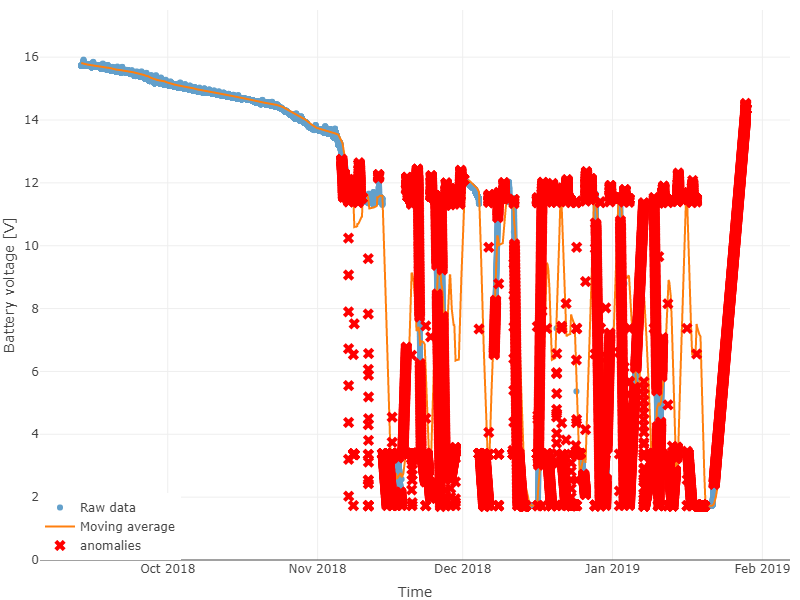 16
14
12
10
8
6
4
2
0
Battery voltage [V]
Raw data
Moving average
anomalies
Oct 2018
Nov 2018
Dec 2018
Jan 2019
Feb 2019
Time